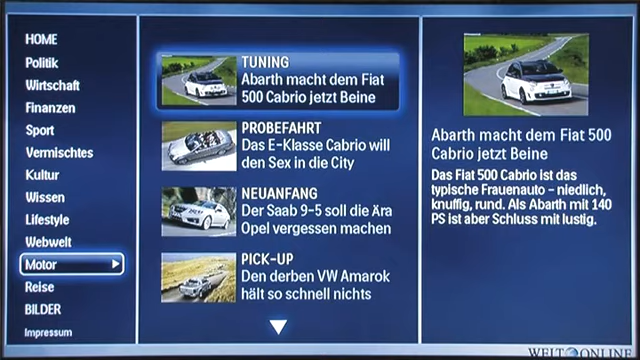 HOME
Politik
Wirtschaft
Finanzen
Sport
Vermischtes
Kultur
Wissen
Lifestyle
Webwelt
Motor
Reise
BILDER
Impressum
TUNING
Abarth macht dem Fiat
500 Cabrio jetzt Beine
PROBEFAHRT
Das E-Klasse Cabrio will
den Sex in die City
NEUANFANG
Der Saab 9-5 soll die Ära
Opel vergessen machen
PICK-UP
Den derben VW Amarok
hält so schnell nichts
Abarth macht dem Fiat 500
Cabrio jetzt Beine
Das Fiat 500 Cabrio ist das
typische Frauenauto – niedlich,
knuffig, rund. Als Abarth mit 140
PS ist aber Schluss mit lustig.
WELT ONLINE